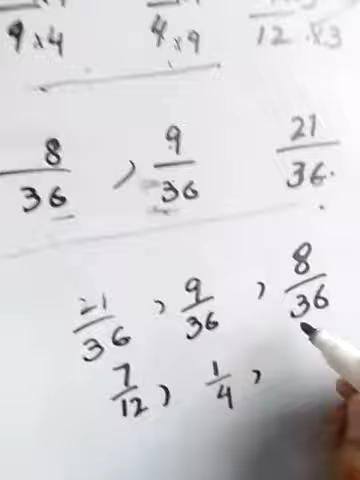 9×4 4×9 12×3
8/36 , 9/36 21/36
21/36 , 9/36 , 8/36
7/12 , 1/4 ,